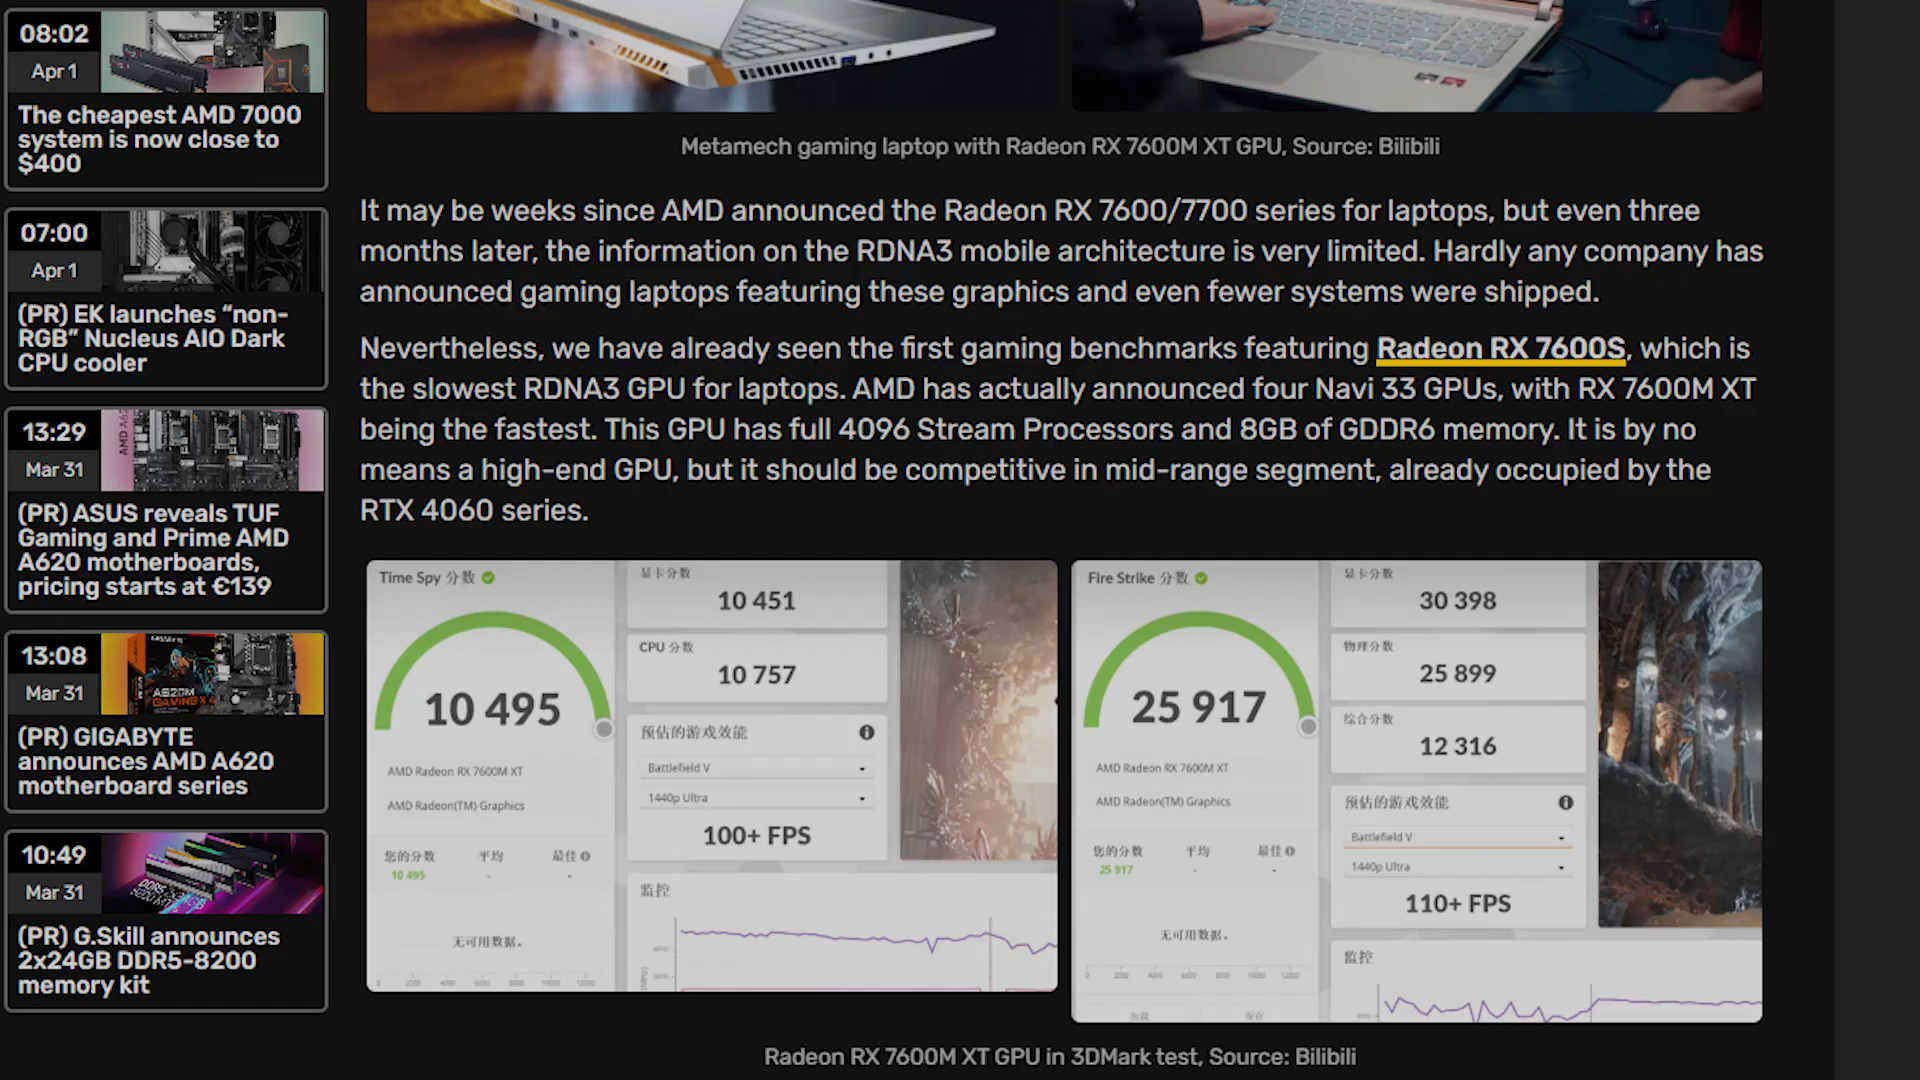 08:02
Apr 1
The cheapest AMD 7000
system is now close to
$400
07:00
Apr 1
(PR) EK launches “non-
RGB” Nucleus AIO Dark
CPU cooler
13:29
Mar 31
(PR) ASUS reveals TUF
Gaming and Prime AMD
A620 motherboards,
pricing starts at €139
13:08
Mar 31
A620M
GAMING X
(PR) GIGABYTE
announces AMD A620
motherboard series
10:49
Mar 31
(PR) G.Skill announces
2x24GB DDR5-8200
memory kit
Metamech gaming laptop with Radeon RX 7600M XT GPU, Source: Bilibili
It may be weeks since AMD announced the Radeon RX 7600/7700 series for laptops, but even three
months later, the information on the RDNA3 mobile architecture is very limited. Hardly any company has
announced gaming laptops featuring these graphics and even fewer systems were shipped.
Nevertheless, we have already seen the first gaming benchmarks featuring Radeon RX 7600S, which is
the slowest RDNA3 GPU for laptops. AMD has actually announced four Navi 33 GPUs, with RX 7600M XT
being the fastest. This GPU has full 4096 Stream Processors and 8GB of GDDR6 memory. It is by no
means a high-end GPU, but it should be competitive in mid-range segment, already occupied by the
RTX 4060 series.
Time Spy 分数
10 495
AMD Radeon RX 7600M XT
AMD Radeon(TM) Graphics
您的分数 平均 最佳
10 495 - -
无可用数据。
0 2000 4000 6000 8000 10000 12000
显卡分数
10 451
CPU 分数
10 757
预估的游戏效能
Battlefield V
1440p Ultra
100+ FPS
监控
Fire Strike 分数
25 917
AMD Radeon RX 7600M XT
AMD Radeon(TM) Graphics
您的分数 平均 最佳
25 917 - -
无可用数据。
0 2000 4000 6000 8000 10000 12000
显卡分数
30 398
物理分数
25 899
综合分数
12 316
预估的游戏效能
Battlefield V
1440p Ultra
110+ FPS
监控
Radeon RX 7600M XT GPU in 3DMark test, Source: Bilibili